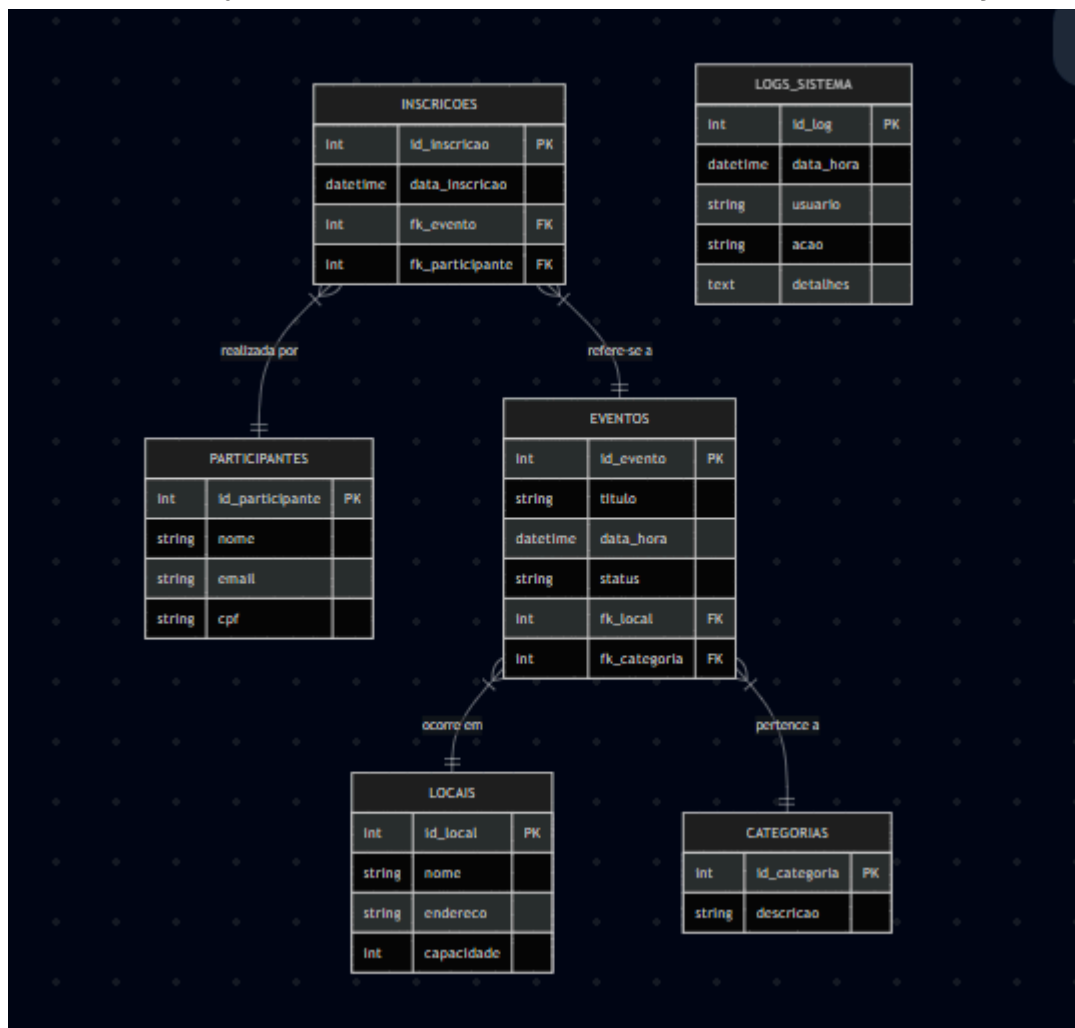 INSCRICOES
int id_inscricao PK
datetime data_inscricao
int fk_evento FK
int fk_participante FK
LOGS_SISTEMA
int id_log PK
datetime data_hora
string usuario
string acao
text detalhes
realizada por
refere-se a
PARTICIPANTES
int id_participante PK
string nome
string email
string cpf
EVENTOS
int id_evento PK
string titulo
datetime data_hora
string status
int fk_local FK
int fk_categoria FK
ocorre em
pertence a
LOCAIS
int id_local PK
string nome
string endereco
int capacidade
CATEGORIAS
int id_categoria PK
string descricao